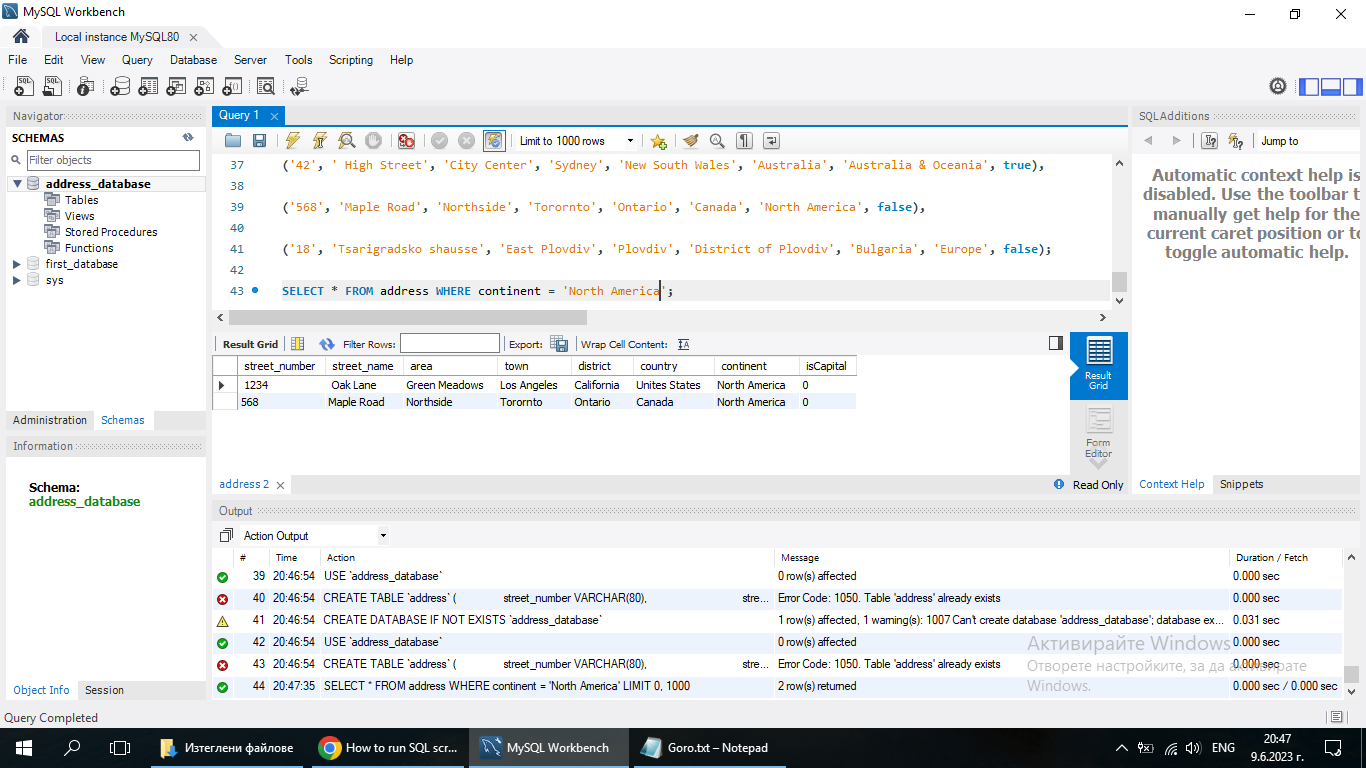 MySQL Workbench
Local instance MySQL80
File Edit View Query Database Server Tools Scripting Help
Navigator
SCHEMAS
Filter objects
address_database
Tables
Views
Stored Procedures
Functions
first_database
sys
Administration Schemas
Information
Schema:
address_database
Object Info Session
Query 1
Limit to 1000 rows
37 ('42', ' High Street', 'City Center', 'Sydney', 'New South Wales', 'Australia', 'Australia & Oceania', true),
38
39 ('568', 'Maple Road', 'Northside', 'Torornto', 'Ontario', 'Canada', 'North America', false),
40
41 ('18', 'Tsarigradsko shausse', 'East Plovdiv', 'Plovdiv', 'District of Plovdiv', 'Bulgaria', 'Europe', false);
42
43 SELECT * FROM address WHERE continent = 'North America';
Result Grid Filter Rows: Export: Wrap Cell Content:
street_number street_name area town district country continent isCapital
1234 Oak Lane Green Meadows Los Angeles California Unites States North America 0
568 Maple Road Northside Torornto Ontario Canada North America 0
Result Grid
Form Editor
address 2
Read Only
SQLAdditions
Jump to
Automatic context help is
disabled. Use the toolbar t
manually get help for the
current caret position or to
toggle automatic help.
Context Help Snippets
Output
Action Output
# Time Action Message Duration / Fetch
39 20:46:54 USE `address_database` 0 row(s) affected 0.000 sec
40 20:46:54 CREATE TABLE `address` ( street_number VARCHAR(80), stre... Error Code: 1050. Table 'address' already exists 0.000 sec
41 20:46:54 CREATE DATABASE IF NOT EXISTS `address_database` 1 row(s) affected, 1 warning(s): 1007 Can't create database 'address_database'; database ex... 0.031 sec
42 20:46:54 USE `address_database` 0 row(s) affected 0.000 sec
43 20:46:54 CREATE TABLE `address` ( street_number VARCHAR(80), stre... Error Code: 1050. Table 'address' already exists 0.000 sec
44 20:47:35 SELECT * FROM address WHERE continent = 'North America' LIMIT 0, 1000 2 row(s) returned 0.000 sec / 0.000 sec
Активирайте Windows
Отворете настройките, за да активирате
Windows.
Query Completed
Изтеглени файлове
How to run SQL scr...
MySQL Workbench
Goro.txt – Notepad
ENG
20:47
9.6.2023 г.